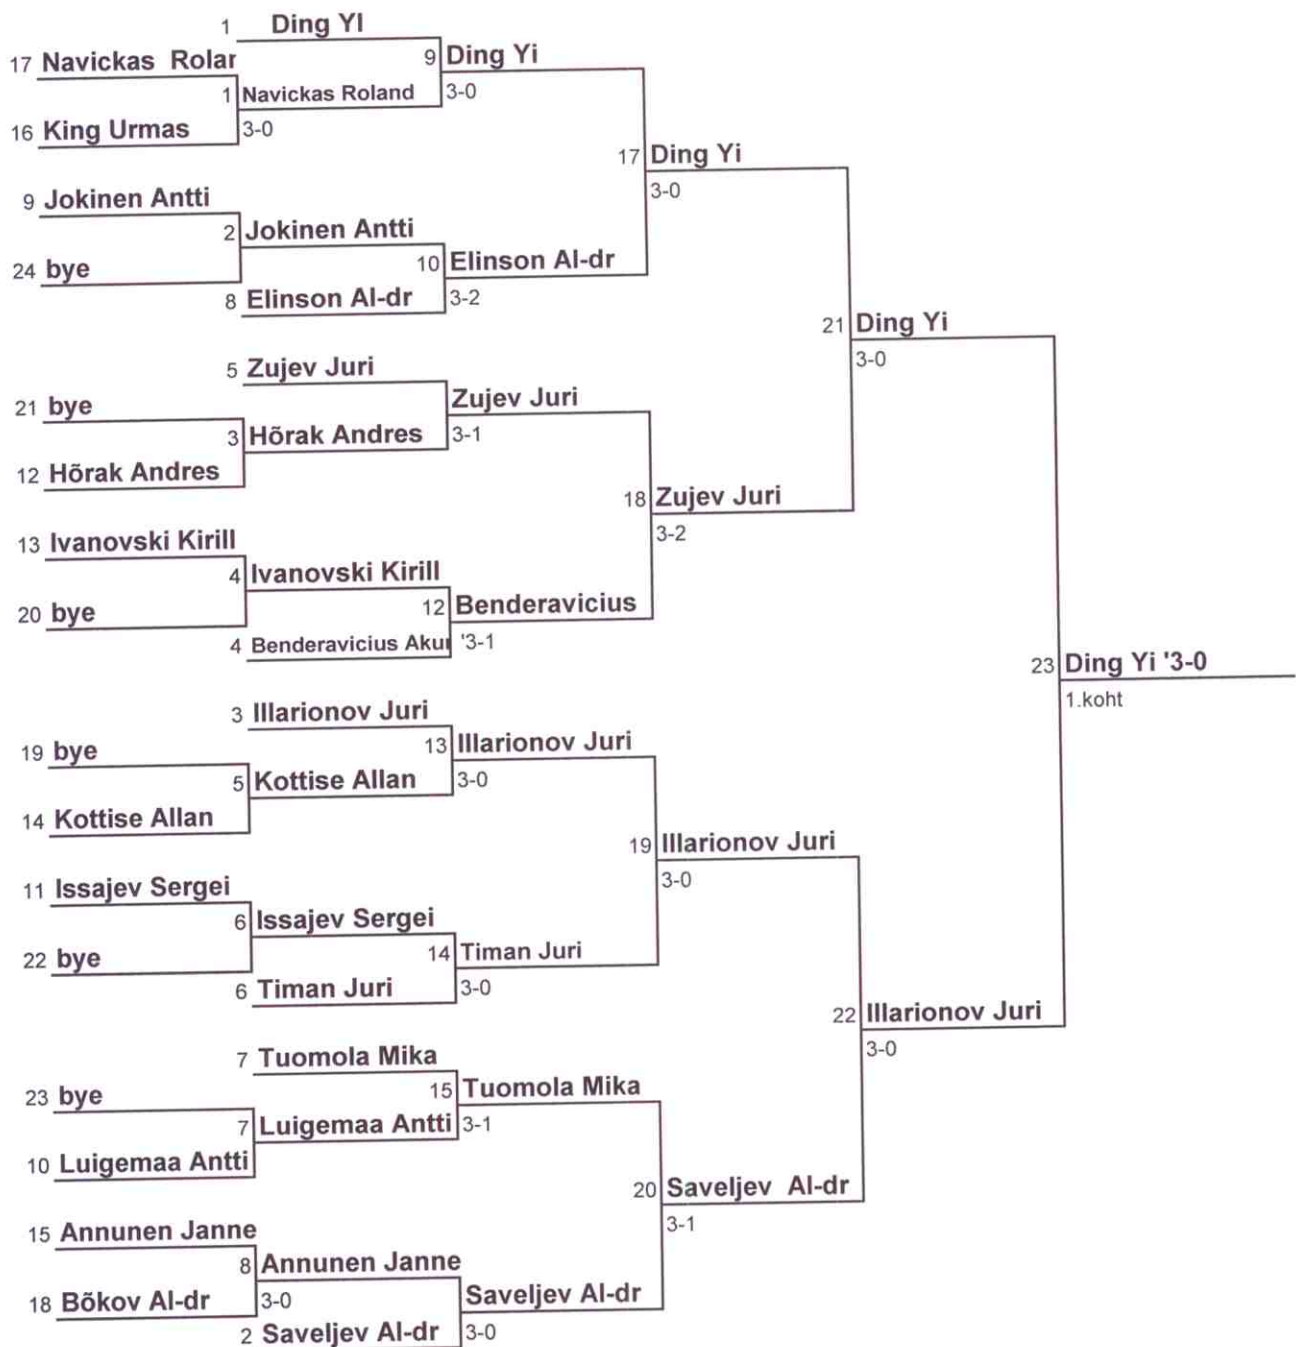 1 Ding YI
17 Navickas Rolar
9 Ding Yi
1 Navickas Roland
3-0
16 King Urmas
3-0
17 Ding Yi
3-0
9 Jokinen Antti
2 Jokinen Antti
10 Elinson Al-dr
24 bye
8 Elinson Al-dr
3-2
21 Ding Yi
3-0
5 Zujev Juri
21 bye
Zujev Juri
3 Hõrak Andres
3-1
12 Hõrak Andres
18 Zujev Juri
3-2
13 Ivanovski Kirill
4 Ivanovski Kirill
12 Benderavicius
20 bye
4 Benderavicius Aku
'3-1
23 Ding Yi '3-0
1.koht
3 Illarionov Juri
19 bye
13 Illarionov Juri
5 Kottise Allan
3-0
14 Kottise Allan
19 Illarionov Juri
3-0
11 Issajev Sergei
6 Issajev Sergei
14 Timan Juri
22 bye
6 Timan Juri
3-0
22 Illarionov Juri
3-0
7 Tuomola Mika
23 bye
15 Tuomola Mika
7 Luigemaa Antti
3-1
10 Luigemaa Antti
20 Saveljev Al-dr
3-1
15 Annunen Janne
8 Annunen Janne
18 Bõkov Al-dr
3-0
Saveljev Al-dr
2 Saveljev Al-dr
3-0